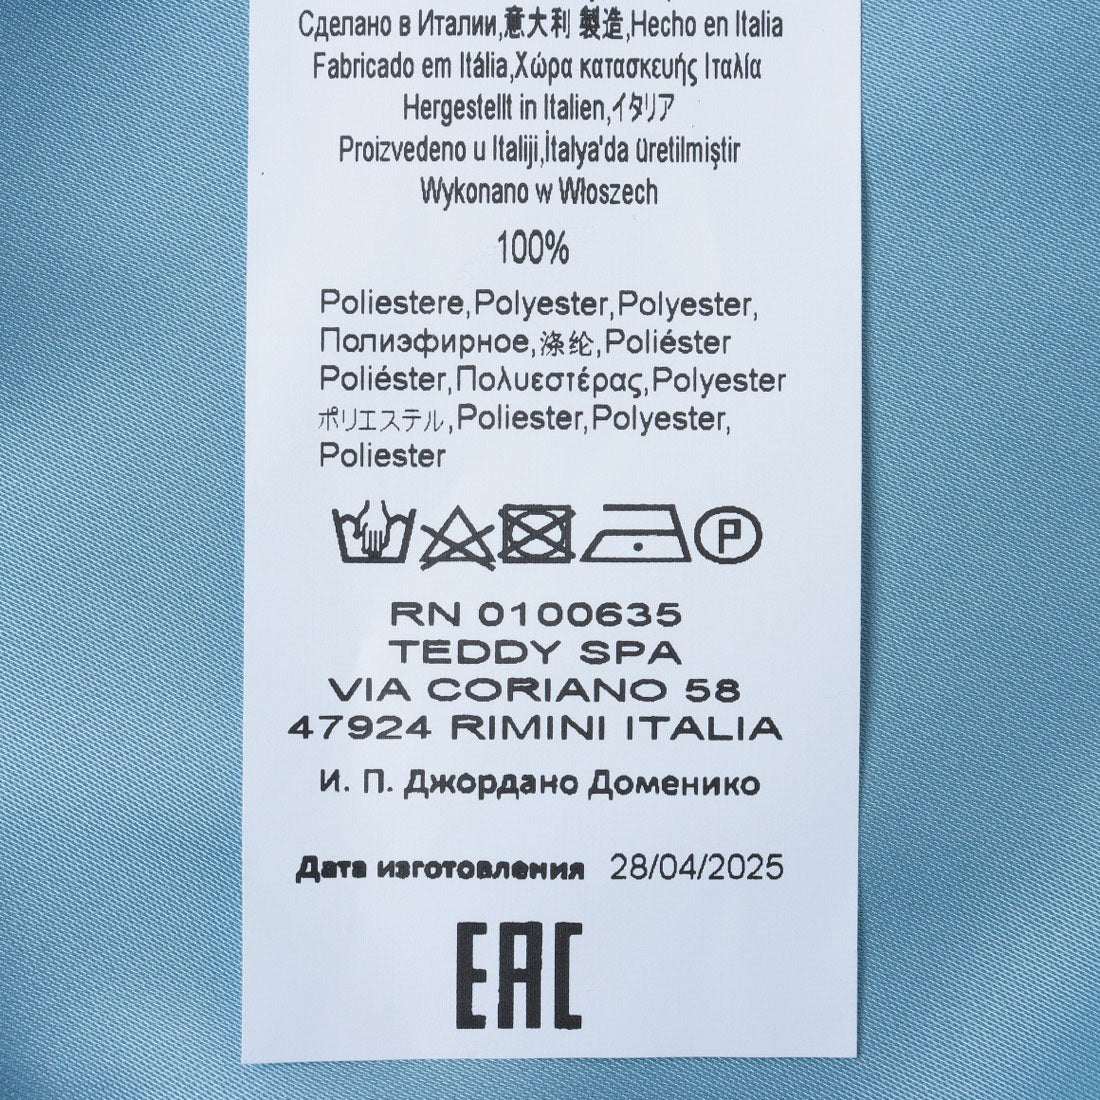 Сделано в Италии,意大利 製造,Hecho en Italia
Fabricado em Itália,Χώρα κατασκευής Ιταλία
Hergestellt in Italien,イタリア
Proizvedeno u Italiji,İtalya'da üretilmiştir
Wykonano w Włoszech
100%
Poliestere,Polyester,Polyester,
Полиэфирное,涤纶,Poliéster
Poliéster,Πολυεστέρας,Polyester
ポリエステル,Poliester,Polyester,
Poliester
P
RN 0100635
TEDDY SPA
VIA CORIANO 58
47924 RIMINI ITALIA
И. П. Джордано Доменико
Дата изготовления 28/04/2025
EAC